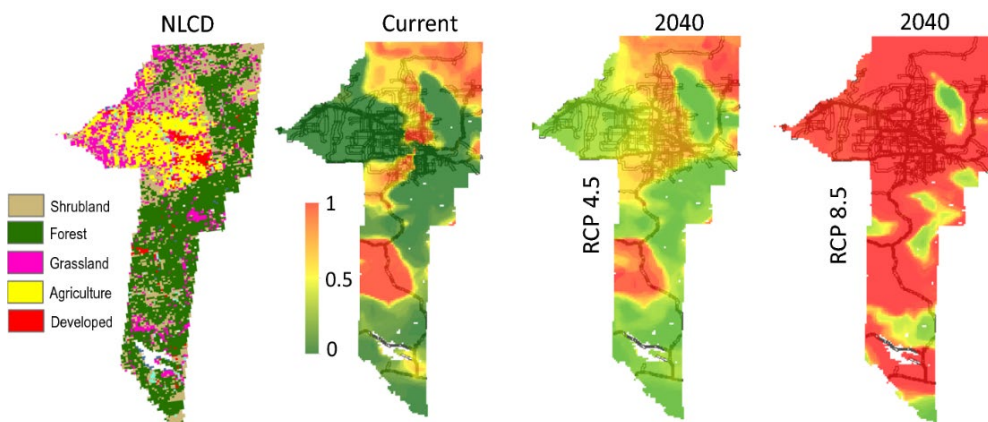 NLCD
Current
2040
2040
Shrubland
Forest
Grassland
Agriculture
Developed
1
0.5
0
RCP 4.5
RCP 8.5